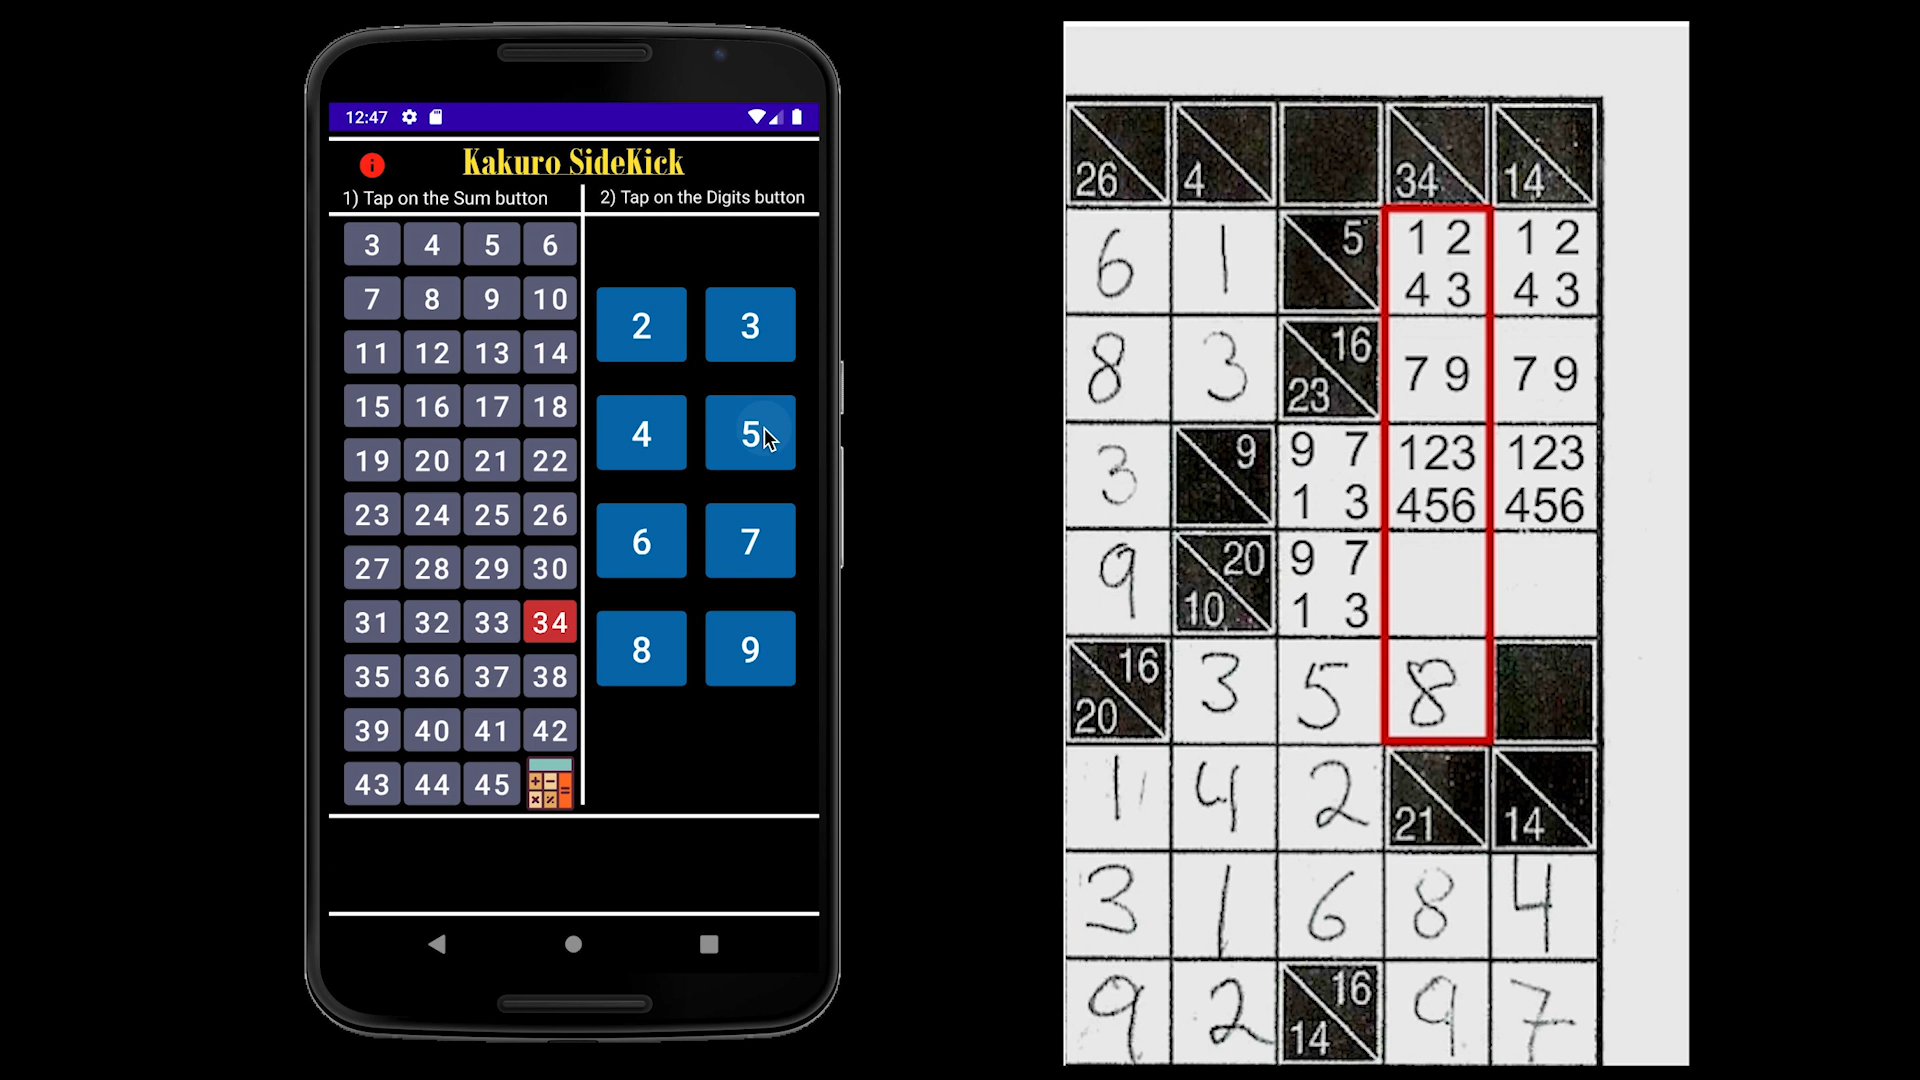 12:47
Kakuro SideKick
1) Tap on the Sum button
2) Tap on the Digits button
3 4 5 6
7 8 9 10
11 12 13 14
15 16 17 18
19 20 21 22
23 24 25 26
27 28 29 30
31 32 33 34
35 36 37 38
39 40 41 42
43 44 45
2 3
4 5
6 7
8 9
26 4 34 14
6 1 5 1 2 1 2
4 3 4 3
8 3 16 7 9 7 9
23
3 9 9 7 123 123
1 3 456 456
9 20 9 7
10 1 3
16 3 5 8
20
1 4 2 21 14
3 1 6 8 4
9 2 16 9 7
14